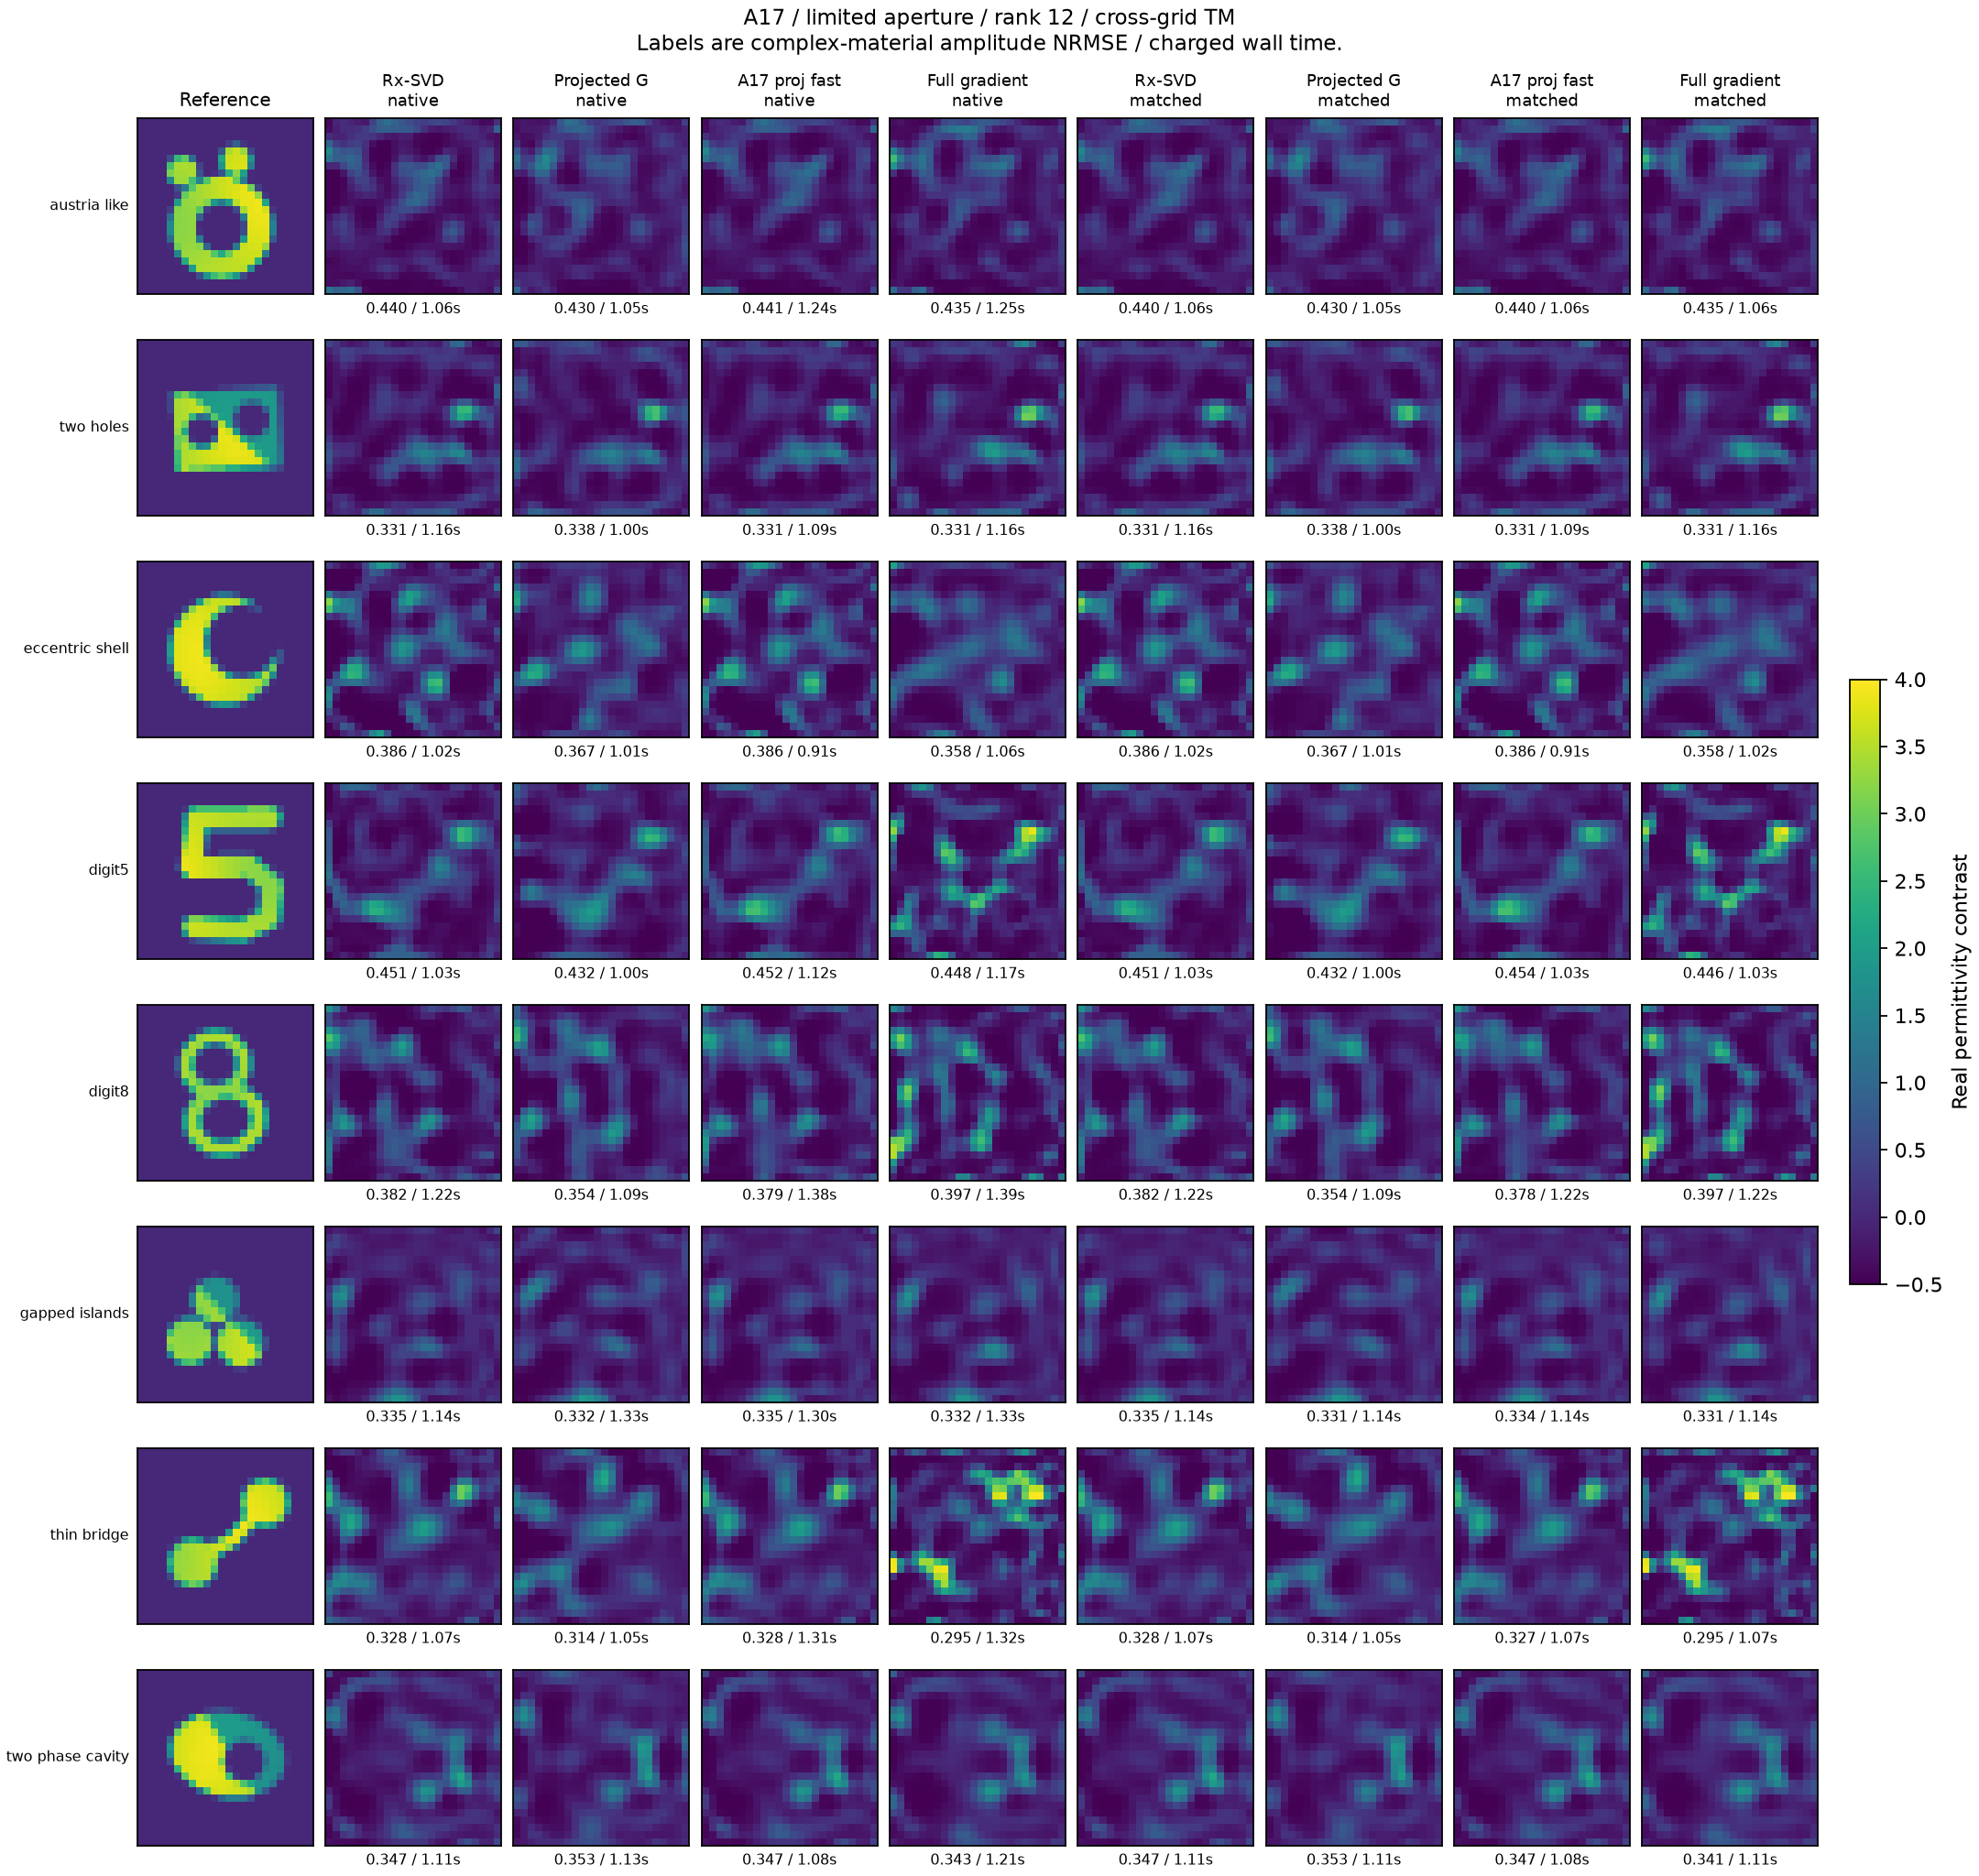 A17 / limited aperture / rank 12 / cross-grid TM
Labels are complex-material amplitude NRMSE / charged wall time.
Reference
Rx-SVD
native
Projected G
native
A17 proj fast
native
Full gradient
native
Rx-SVD
matched
Projected G
matched
A17 proj fast
matched
Full gradient
matched
austria like
0.440 / 1.06s
0.430 / 1.05s
0.441 / 1.24s
0.435 / 1.25s
0.440 / 1.06s
0.430 / 1.05s
0.440 / 1.06s
0.435 / 1.06s
two holes
0.331 / 1.16s
0.338 / 1.00s
0.331 / 1.09s
0.331 / 1.16s
0.331 / 1.16s
0.338 / 1.00s
0.331 / 1.09s
0.331 / 1.16s
eccentric shell
0.386 / 1.02s
0.367 / 1.01s
0.386 / 0.91s
0.358 / 1.06s
0.386 / 1.02s
0.367 / 1.01s
0.386 / 0.91s
0.358 / 1.02s
digit5
0.451 / 1.03s
0.432 / 1.00s
0.452 / 1.12s
0.448 / 1.17s
0.451 / 1.03s
0.432 / 1.00s
0.454 / 1.03s
0.446 / 1.03s
digit8
0.382 / 1.22s
0.354 / 1.09s
0.379 / 1.38s
0.397 / 1.39s
0.382 / 1.22s
0.354 / 1.09s
0.378 / 1.22s
0.397 / 1.22s
gapped islands
0.335 / 1.14s
0.332 / 1.33s
0.335 / 1.30s
0.332 / 1.33s
0.335 / 1.14s
0.331 / 1.14s
0.334 / 1.14s
0.331 / 1.14s
thin bridge
0.328 / 1.07s
0.314 / 1.05s
0.328 / 1.31s
0.295 / 1.32s
0.328 / 1.07s
0.314 / 1.05s
0.327 / 1.07s
0.295 / 1.07s
two phase cavity
0.347 / 1.11s
0.353 / 1.13s
0.347 / 1.08s
0.343 / 1.21s
0.347 / 1.11s
0.353 / 1.11s
0.347 / 1.08s
0.341 / 1.11s
4.0
3.5
3.0
2.5
2.0
1.5
1.0
0.5
0.0
−0.5
Real permittivity contrast